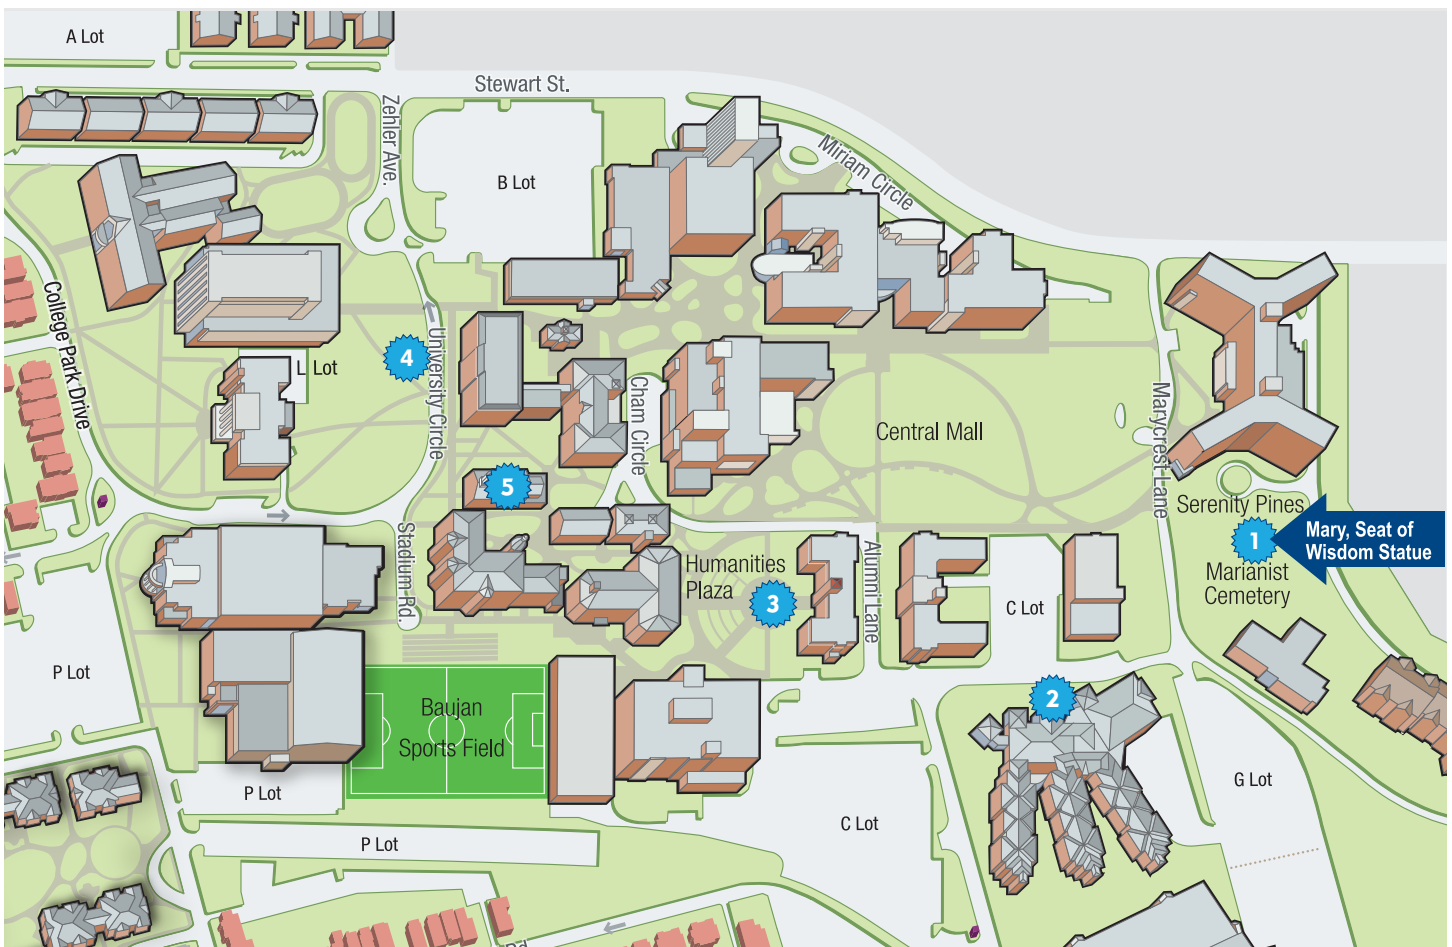 A Lot
Stewart St.
Zehler Ave.
B Lot
Miriam Circle
College Park Drive
L Lot
4
University Circle
Cham Circle
Central Mall
Marycrest Lane
5
Serenity Pines
1
Mary, Seat of
Wisdom Statue
Marianist
Cemetery
Stadium Rd.
Humanities
Plaza
3
Alumni Lane
C Lot
P Lot
2
Baujan
Sports Field
P Lot
G Lot
C Lot
P Lot
Rd